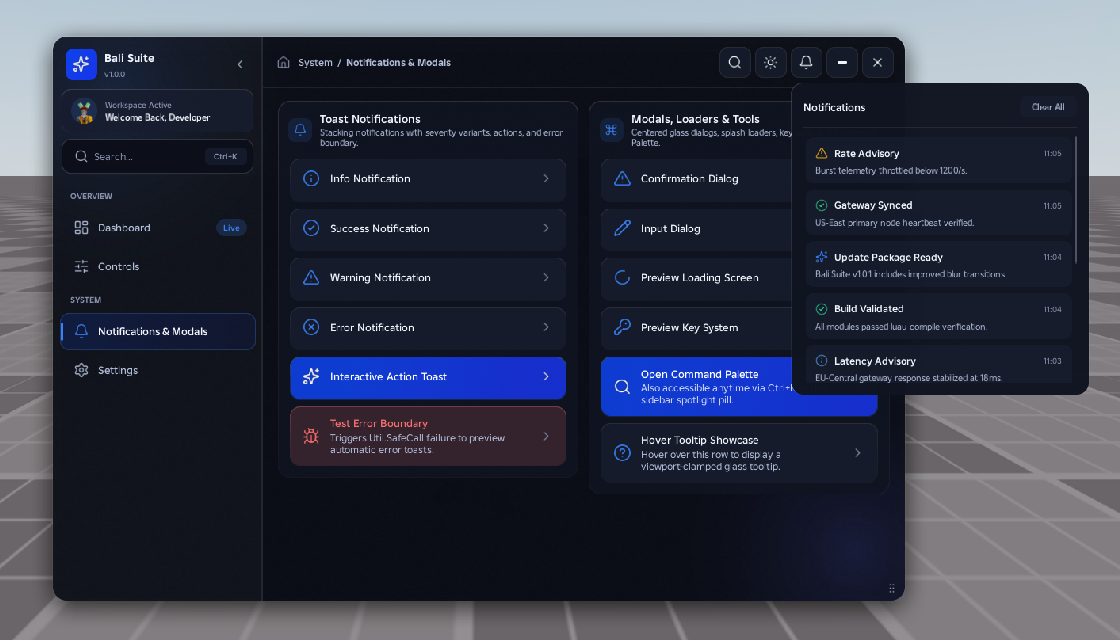 Bali Suite
v1.0.0
Workspace Active
Welcome Back, Developer
Search...
Ctrl+K
OVERVIEW
Dashboard
Live
Controls
SYSTEM
Notifications & Modals
Settings
System / Notifications & Modals
Toast Notifications
Stacking notifications with severity variants, actions, and error
boundary.
Info Notification
Success Notification
Warning Notification
Error Notification
Interactive Action Toast
Test Error Boundary
Triggers Util.SafeCall failure to preview
automatic error toasts.
Modals, Loaders & Tools
Centered glass dialogs, splash loaders, key
Palette.
Confirmation Dialog
Input Dialog
Preview Loading Screen
Preview Key System
Open Command Palette
Also accessible anytime via Ctrl+K
sidebar spotlight pill.
Hover Tooltip Showcase
Hover over this row to display a
viewport-clamped glass tooltip.
Notifications
Clear All
Rate Advisory
11:05
Burst telemetry throttled below 1200/s.
Gateway Synced
11:05
US-East primary node heartbeat verified.
Update Package Ready
11:04
Bali Suite v1.0.1 includes improved blur transitions.
Build Validated
11:04
All modules passed luau-compile verification.
Latency Advisory
11:03
EU-Central gateway response stabilized at 18ms.